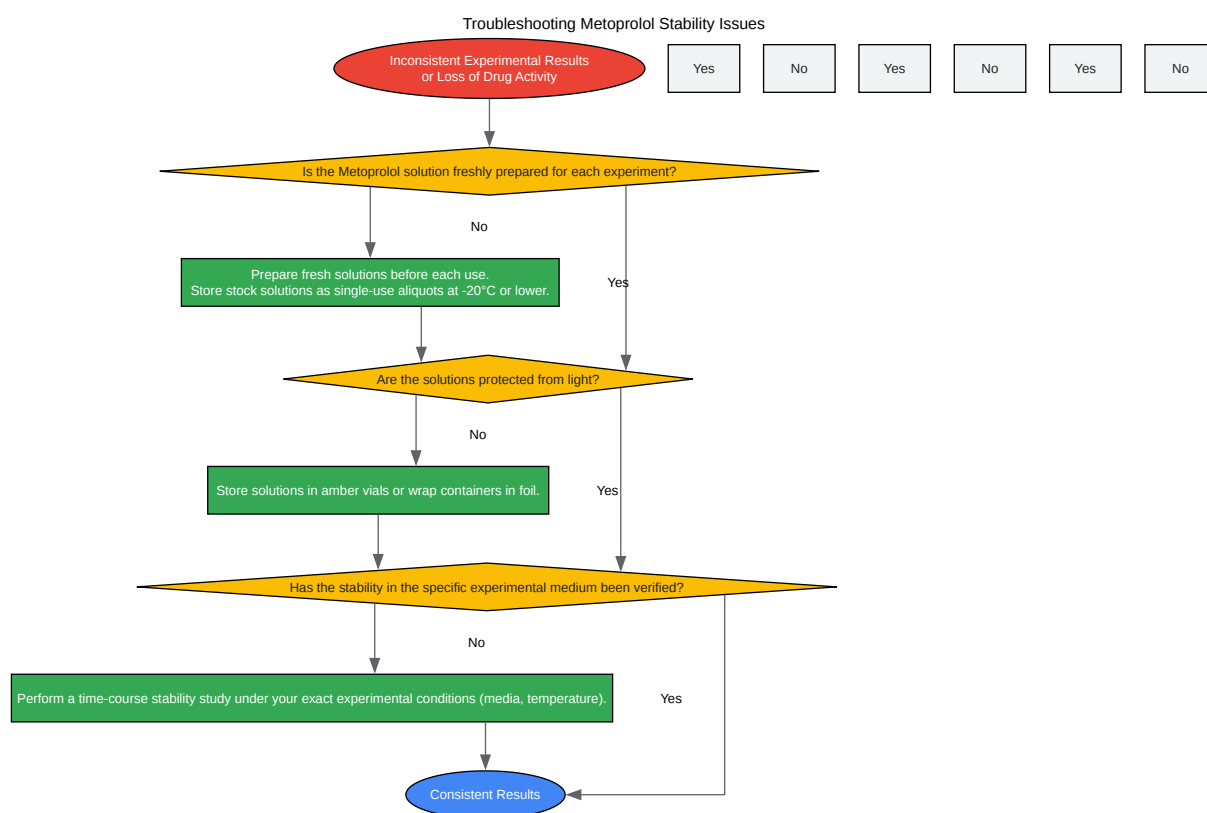 Troubleshooting Metoprolol Stability Issues
Inconsistent Experimental Results
or Loss of Drug Activity
Yes
No
Yes
No
Yes
No
Is the Metoprolol solution freshly prepared for each experiment?
No
Prepare fresh solutions before each use.
Store stock solutions as single-use aliquots at -20°C or lower.
Yes
Are the solutions protected from light?
No
Store solutions in amber vials or wrap containers in foil.
Yes
Has the stability in the specific experimental medium been verified?
No
Perform a time-course stability study under your exact experimental conditions (media, temperature).
Yes
Consistent Results